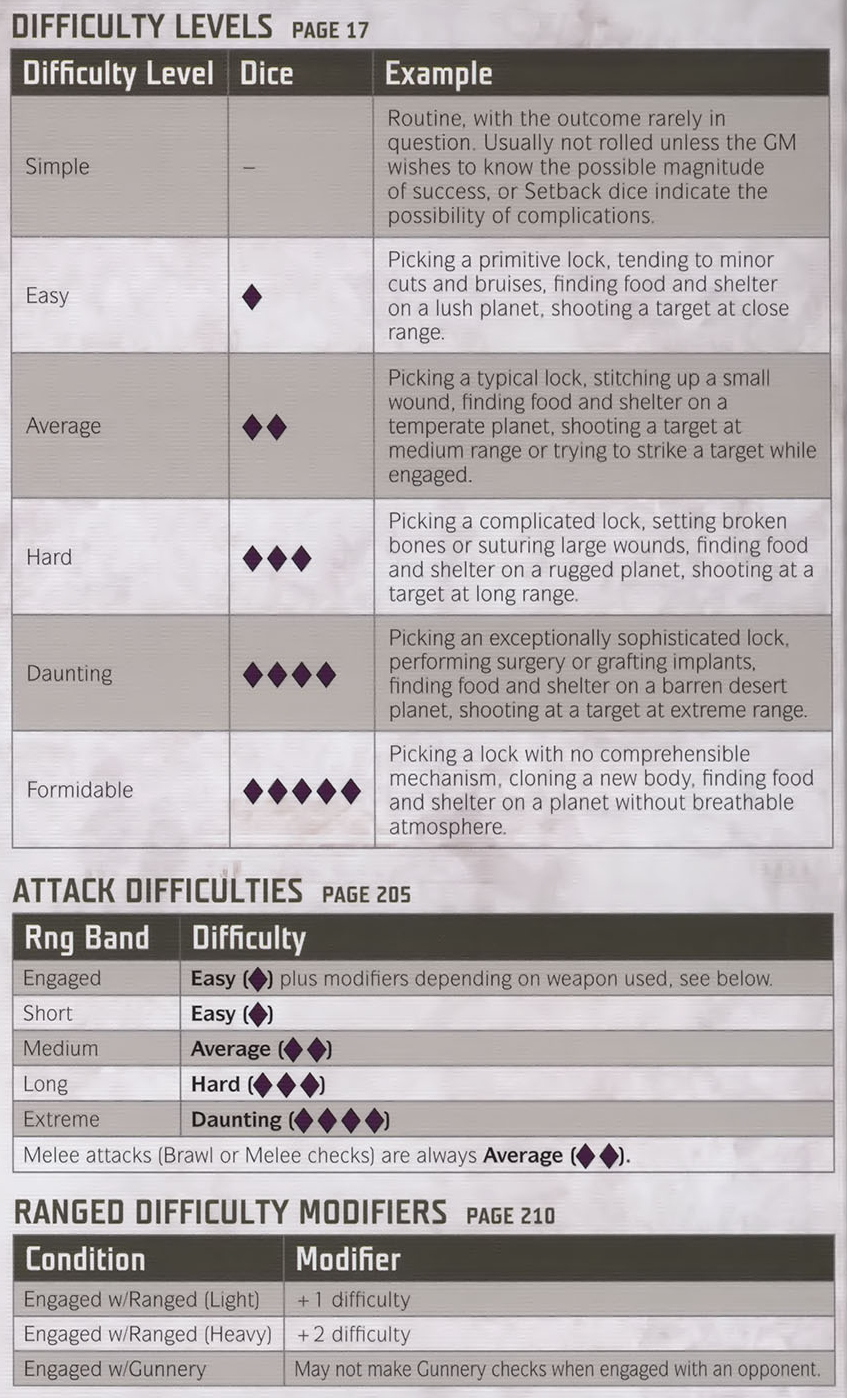 DIFFICULTY LEVELS PAGE 17
Difficulty Level Dice Example
Simple – Routine, with the outcome rarely in
question. Usually not rolled unless the GM
wishes to know the possible magnitude
of success, or Setback dice indicate the
possibility of complications.
Easy ♦ Picking a primitive lock, tending to minor
cuts and bruises, finding food and shelter
on a lush planet, shooting a target at close
range.
Average ♦♦ Picking a typical lock, stitching up a small
wound, finding food and shelter on a
temperate planet, shooting a target at
medium range or trying to strike a target while
engaged.
Hard ♦♦♦ Picking a complicated lock, setting broken
bones or suturing large wounds, finding food
and shelter on a rugged planet, shooting at a
target at long range.
Daunting ♦♦♦♦ Picking an exceptionally sophisticated lock,
performing surgery or grafting implants,
finding food and shelter on a barren desert
planet, shooting at a target at extreme range.
Formidable ♦♦♦♦♦ Picking a lock with no comprehensible
mechanism, cloning a new body, finding food
and shelter on a planet without breathable
atmosphere.
ATTACK DIFFICULTIES PAGE 205
Rng Band Difficulty
Engaged Easy (♦) plus modifiers depending on weapon used, see below.
Short Easy (♦)
Medium Average (♦♦)
Long Hard (♦♦♦)
Extreme Daunting (♦♦♦♦)
Melee attacks (Brawl or Melee checks) are always Average (♦♦).
RANGED DIFFICULTY MODIFIERS PAGE 210
Condition Modifier
Engaged w/Ranged (Light) +1 difficulty
Engaged w/Ranged (Heavy) +2 difficulty
Engaged w/Gunnery May not make Gunnery checks when engaged with an opponent.